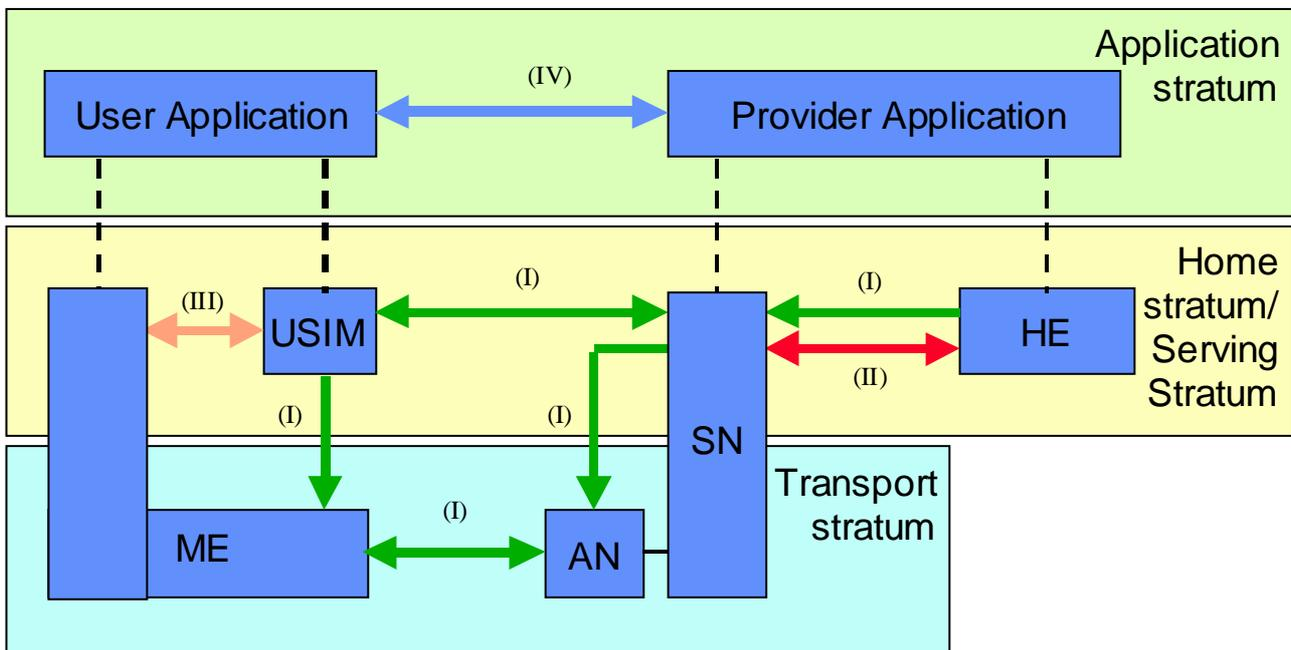 Application
stratum
(IV)
User Application
Provider Application
Home
stratum/
Serving
Stratum
(I)
(I)
(III)
USIM
HE
(II)
(I)
(I)
SN
Transport
stratum
(I)
ME
AN